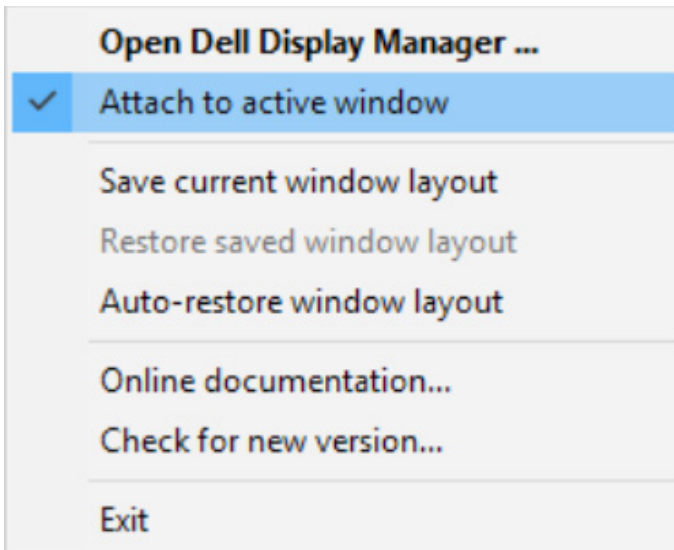 Open Dell Display Manager ...
Attach to active window
Save current window layout
Restore saved window layout
Auto-restore window layout
Online documentation...
Check for new version...
Exit